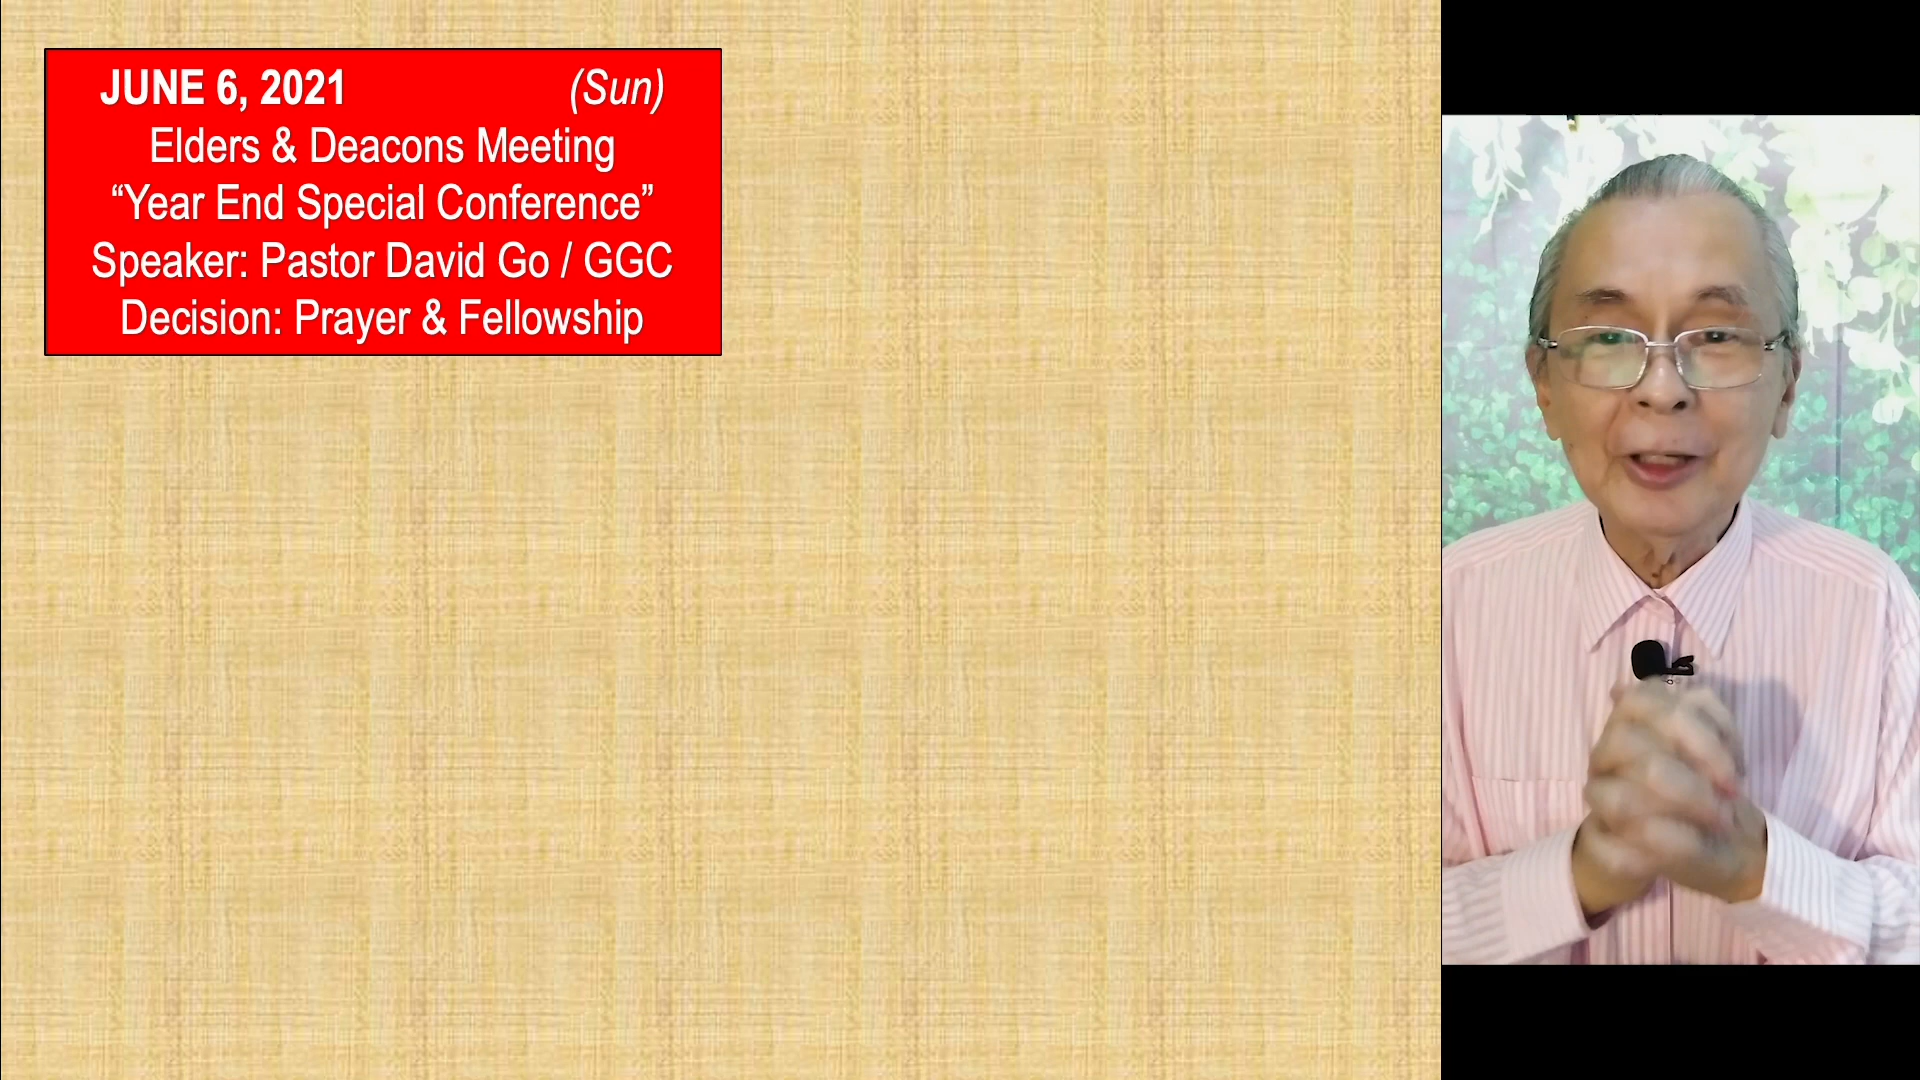 JUNE 6, 2021 (Sun)
Elders & Deacons Meeting
“Year End Special Conference”
Speaker: Pastor David Go / GGC
Decision: Prayer & Fellowship